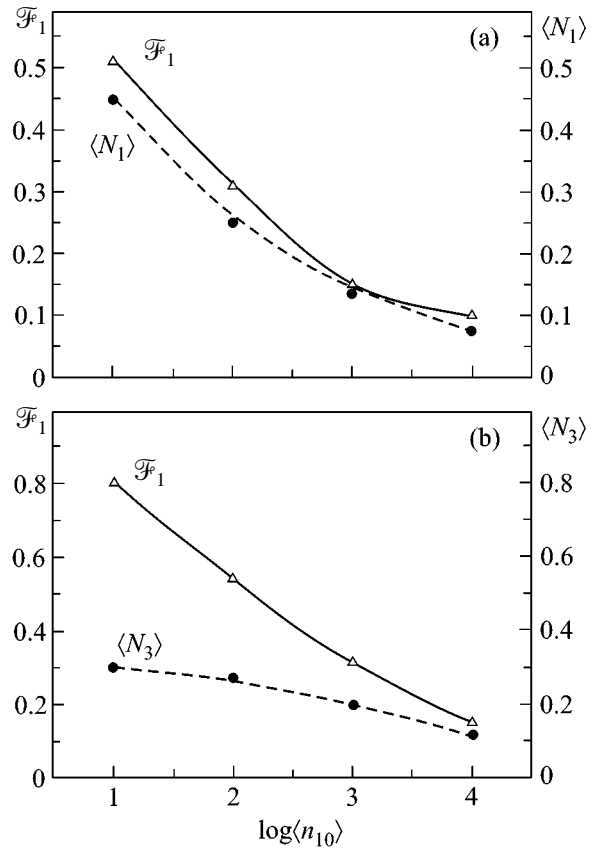 ℱ₁ (a) ⟨N₁⟩
ℱ₁
0.5 0.5
0.4 0.4
⟨N₁⟩
0.3 0.3
0.2 0.2
0.1 0.1
0 0
ℱ₁ (b) ⟨N₃⟩
ℱ₁
0.8 0.8
0.6 0.6
0.4 0.4
⟨N₃⟩
0.2 0.2
0 0
1 2 3 4
log⟨n₁₀⟩